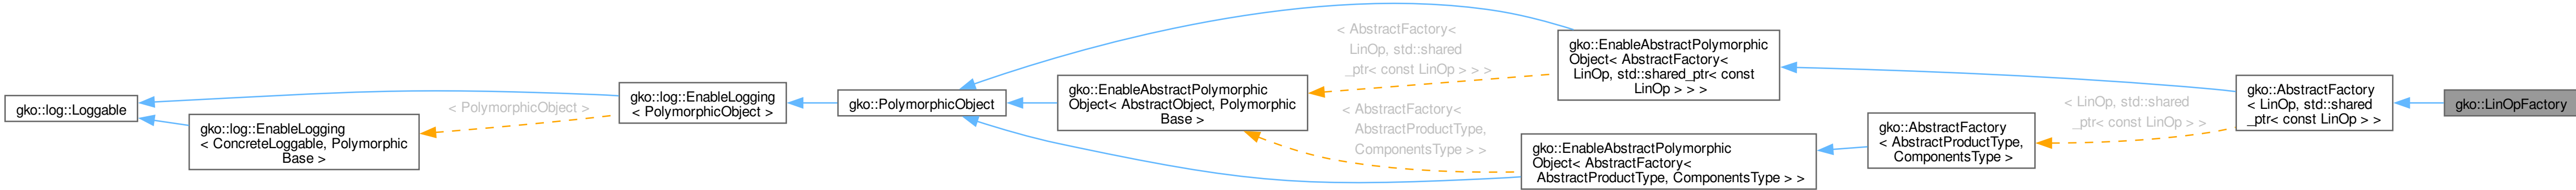 gko::log::Loggable
gko::log::EnableLogging
< ConcreteLoggable, Polymorphic
Base >
< PolymorphicObject >
gko::log::EnableLogging
< PolymorphicObject >
gko::PolymorphicObject
gko::EnableAbstractPolymorphic
Object< AbstractObject, Polymorphic
Base >
< AbstractFactory<
LinOp, std::shared
_ptr< const LinOp > > >
< AbstractFactory<
AbstractProductType,
ComponentsType > >
gko::EnableAbstractPolymorphic
Object< AbstractFactory<
LinOp, std::shared_ptr< const
LinOp > > >
gko::EnableAbstractPolymorphic
Object< AbstractFactory<
AbstractProductType, ComponentsType > >
gko::AbstractFactory
< AbstractProductType,
ComponentsType >
< LinOp, std::shared
_ptr< const LinOp > >
gko::AbstractFactory
< LinOp, std::shared
_ptr< const LinOp > >
gko::LinOpFactory